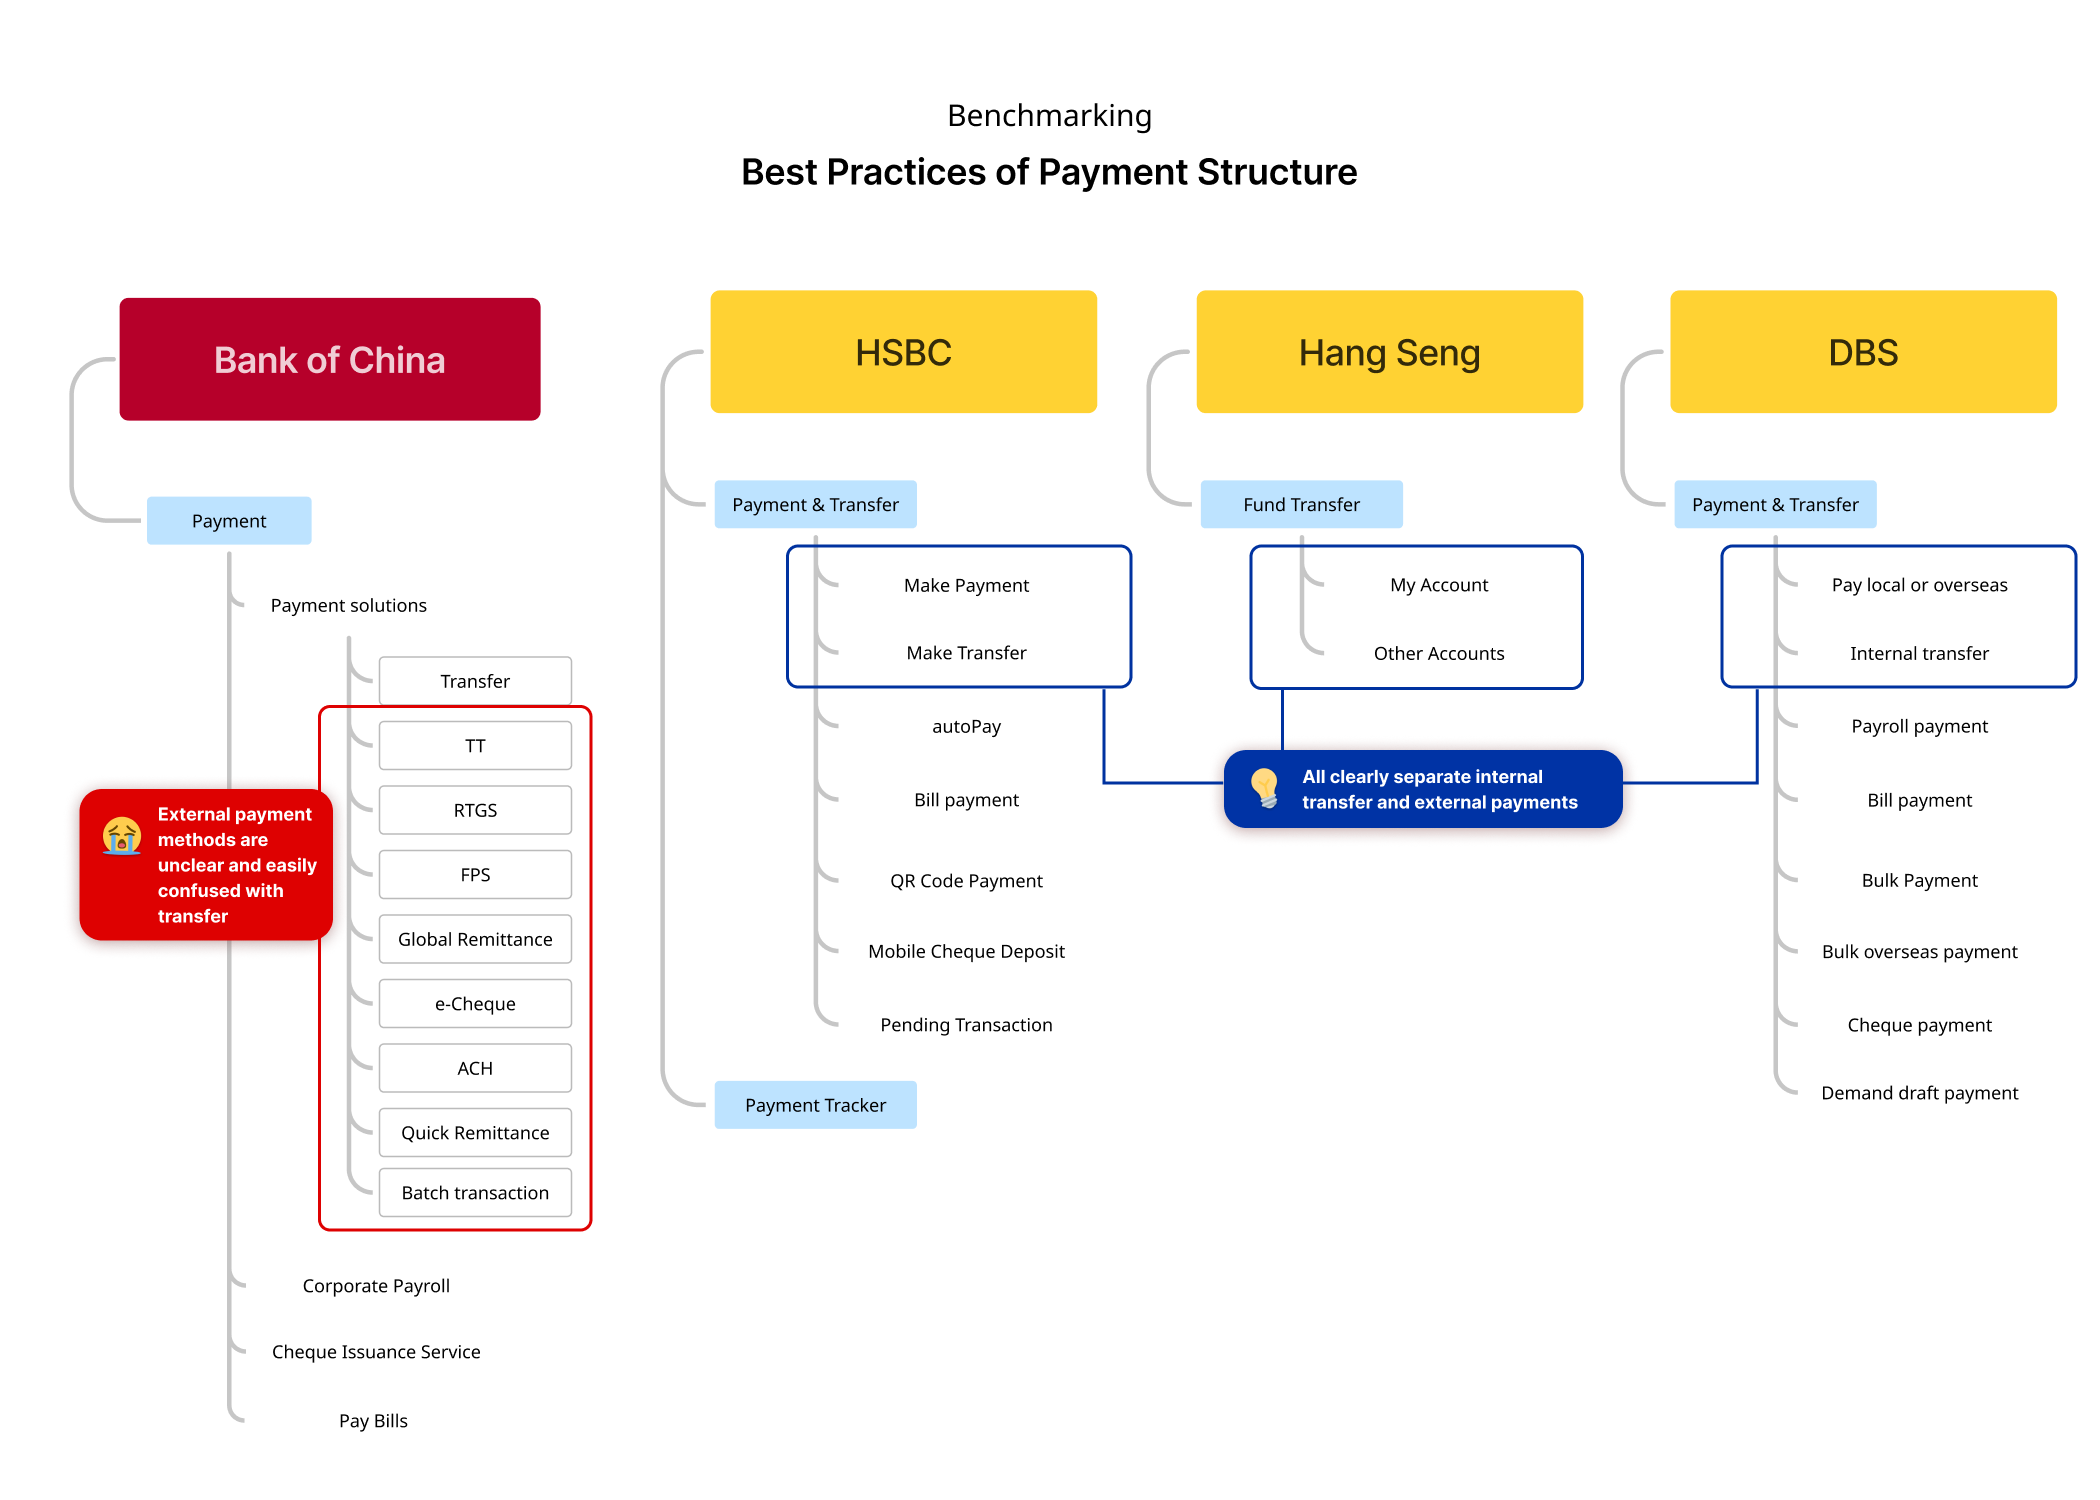 Benchmarking
Best Practices of Payment Structure
Bank of China
Payment
Payment solutions
Transfer
TT
RTGS
FPS
Global Remittance
e-Cheque
ACH
Quick Remittance
Batch transaction
External payment
methods are
unclear and easily
confused with
transfer
Corporate Payroll
Cheque Issuance Service
Pay Bills
HSBC
Payment & Transfer
Make Payment
Make Transfer
autoPay
Bill payment
QR Code Payment
Mobile Cheque Deposit
Pending Transaction
Payment Tracker
Hang Seng
Fund Transfer
My Account
Other Accounts
All clearly separate internal
transfer and external payments
DBS
Payment & Transfer
Pay local or overseas
Internal transfer
Payroll payment
Bill payment
Bulk Payment
Bulk overseas payment
Cheque payment
Demand draft payment